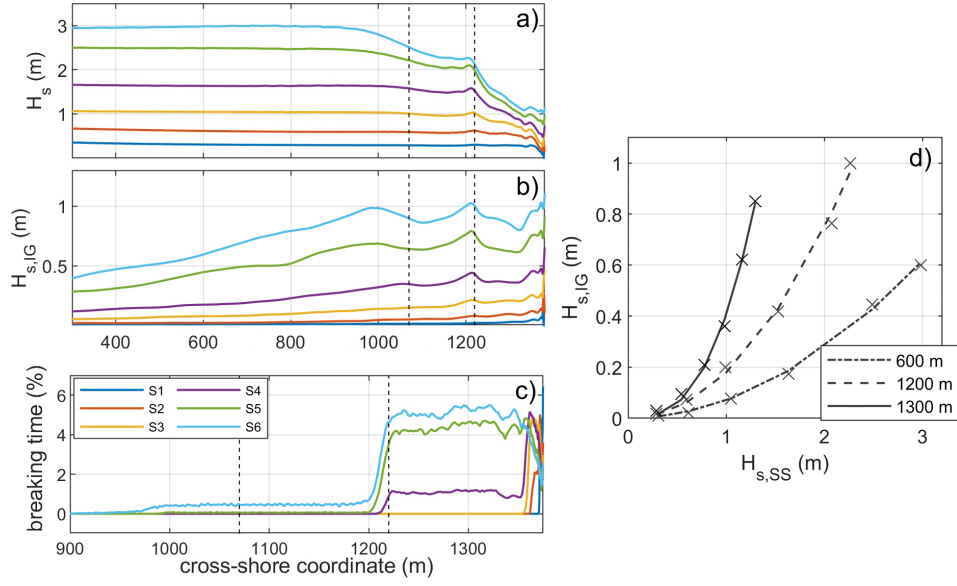 a)
3
2
1
H_s (m)
b)
1
0.5
H_s,IG (m)
400 600 800 1000 1200
c)
6
4
2
0
breaking time (%)
S1 S4
S2 S5
S3 S6
900 1000 1100 1200 1300
cross-shore coordinate (m)
d)
1
0.8
0.6
0.4
0.2
0
H_s,IG (m)
600 m
1200 m
1300 m
0 1 2 3
H_s,SS (m)